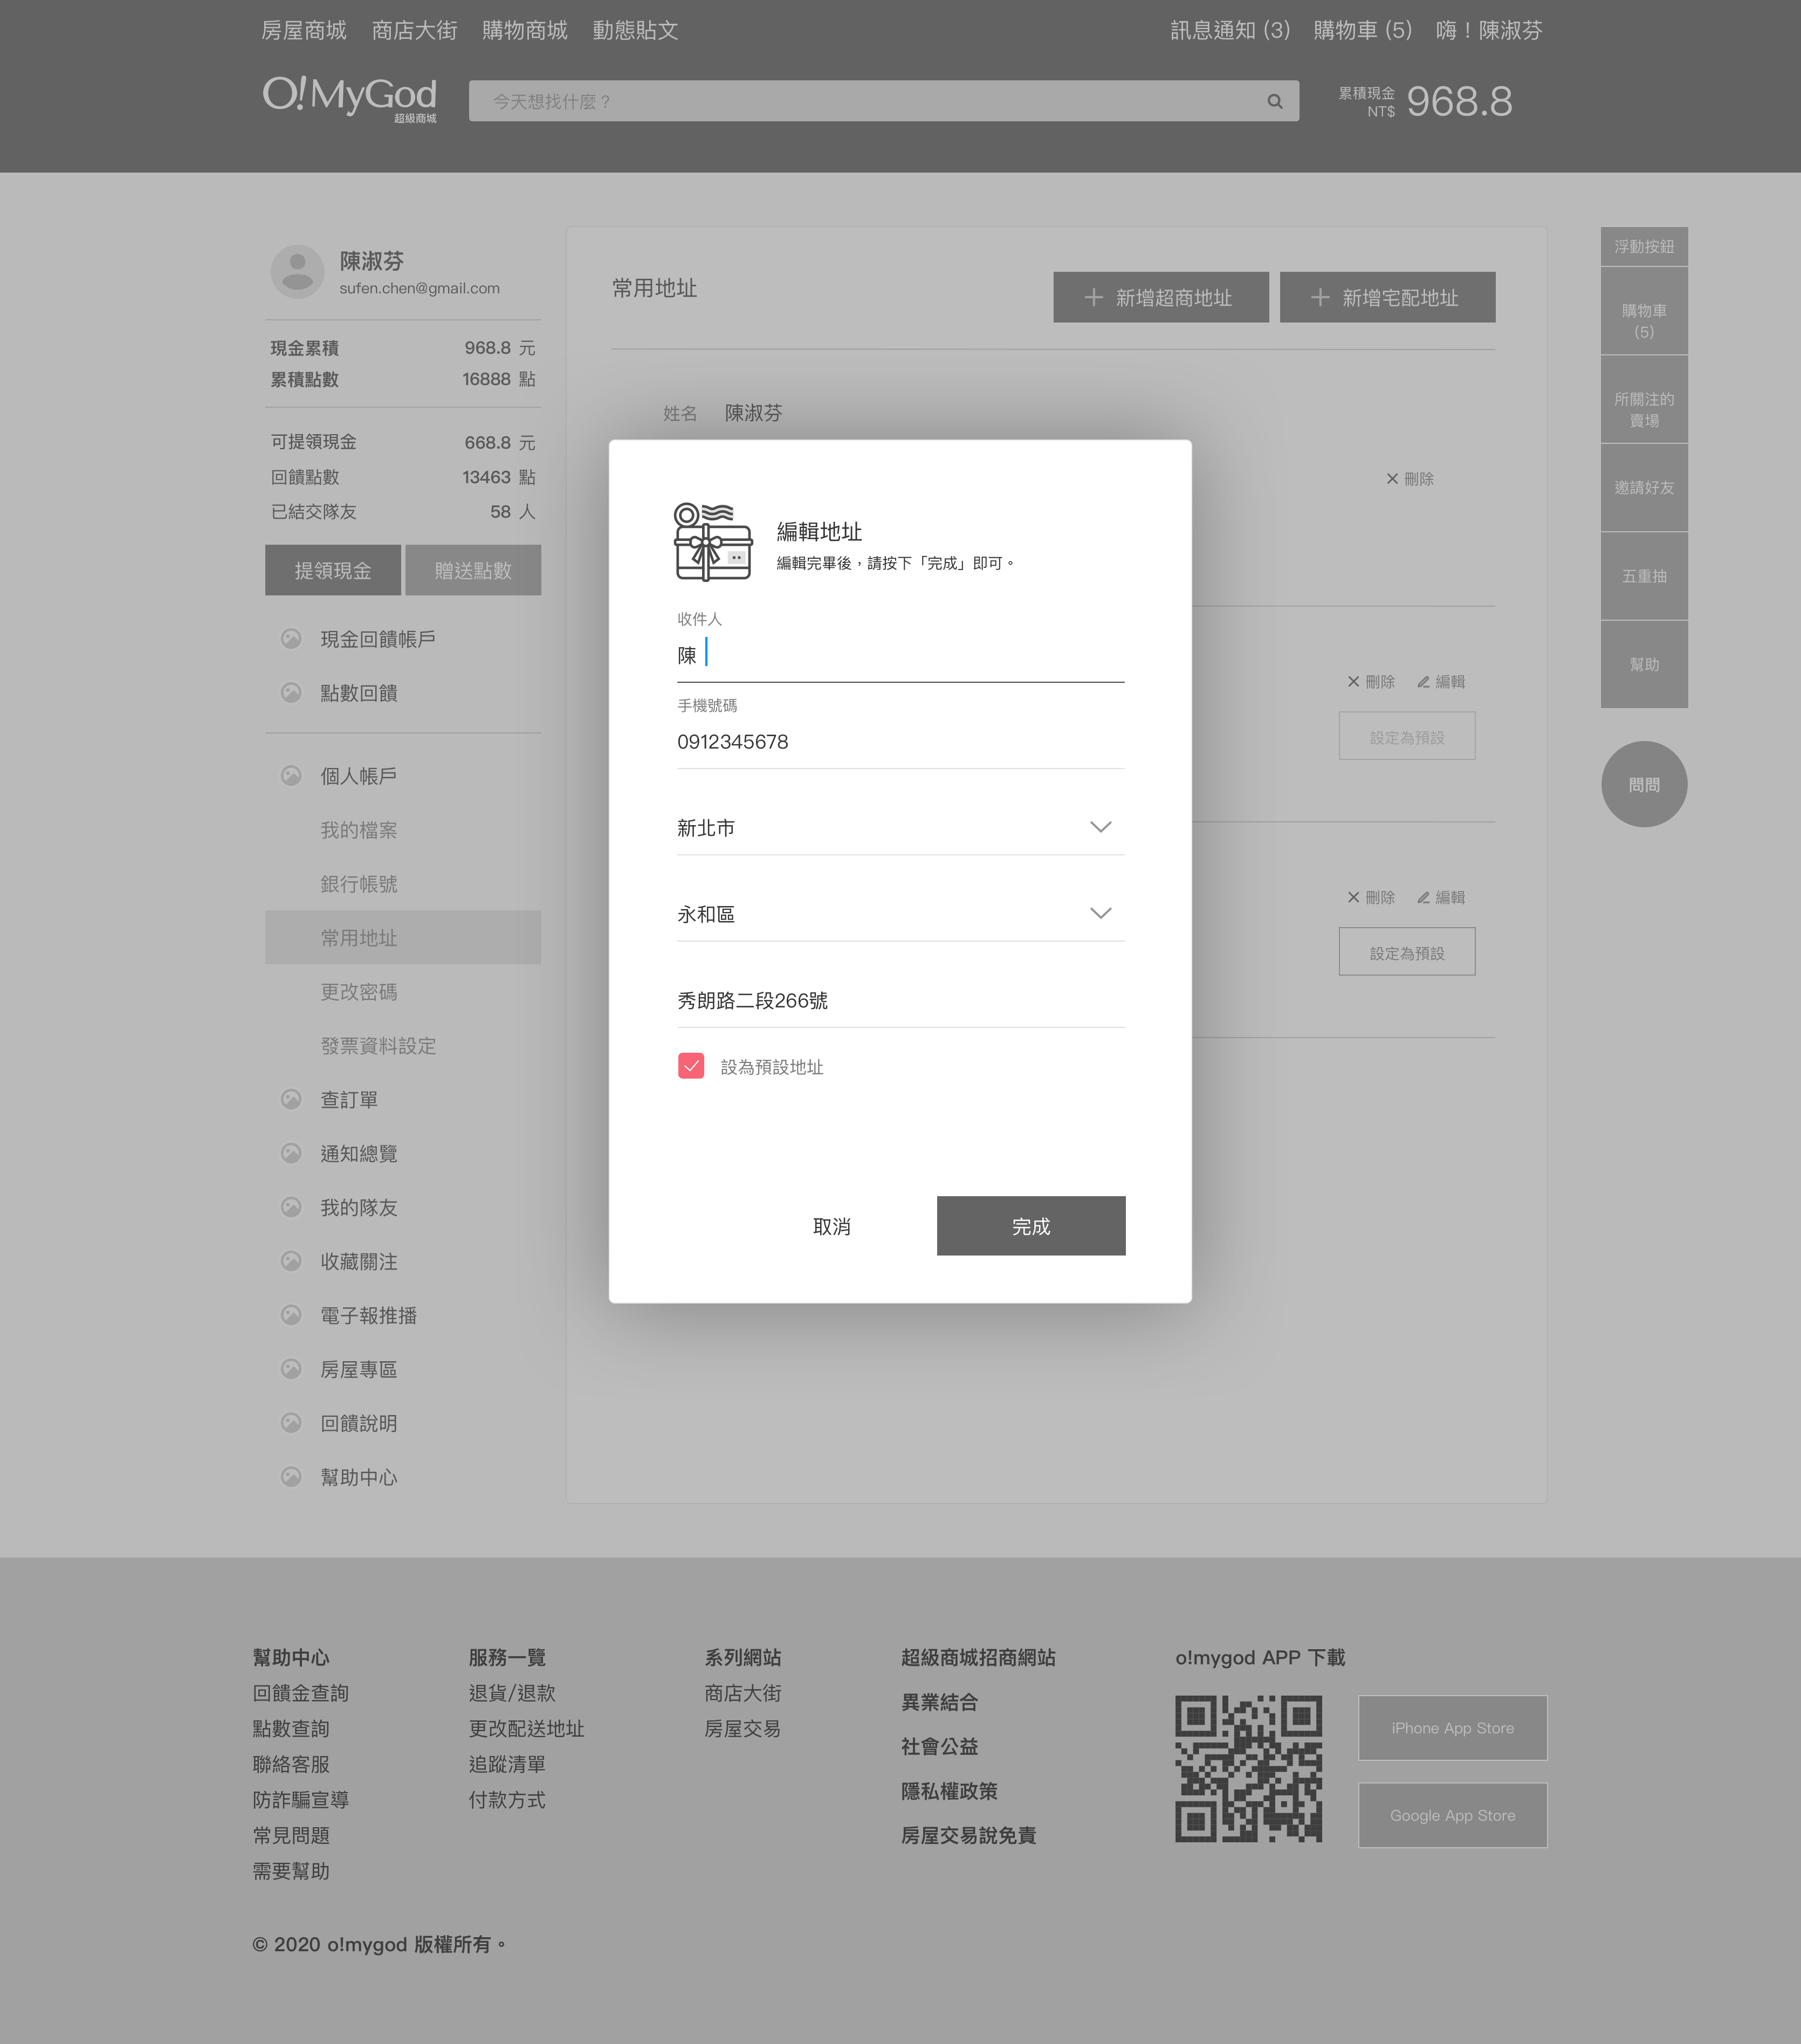 房屋商城 商店大街 購物商城 動態貼文 訊息通知 (3) 購物車 (5) 嗨！陳淑芬
O!MyGod
超級商城
今天想找什麼？
累積現金
NT$
968.8
陳淑芬
sufen.chen@gmail.com
現金累積 968.8 元
累積點數 16888 點
可提領現金 668.8 元
回饋點數 13463 點
已結交隊友 58 人
提領現金 贈送點數
現金回饋帳戶
點數回饋
個人帳戶
我的檔案
銀行帳號
常用地址
更改密碼
發票資料設定
查訂單
通知總覽
我的隊友
收藏關注
電子報推播
房屋專區
回饋說明
幫助中心
常用地址
新增超商地址 新增宅配地址
姓名 陳淑芬
刪除
刪除 編輯
設定為預設
刪除 編輯
設定為預設
編輯地址
編輯完畢後，請按下「完成」即可。
收件人
陳
手機號碼
0912345678
新北市
永和區
秀朗路二段266號
設為預設地址
取消 完成
浮動按鈕
購物車
(5)
所關注的
賣場
邀請好友
五重抽
幫助
問問
幫助中心
回饋金查詢
點數查詢
聯絡客服
防詐騙宣導
常見問題
需要幫助
服務一覽
退貨/退款
更改配送地址
追蹤清單
付款方式
系列網站
商店大街
房屋交易
超級商城招商網站
異業結合
社會公益
隱私權政策
房屋交易說免責
o!mygod APP 下載
iPhone App Store
Google App Store
© 2020 o!mygod 版權所有。